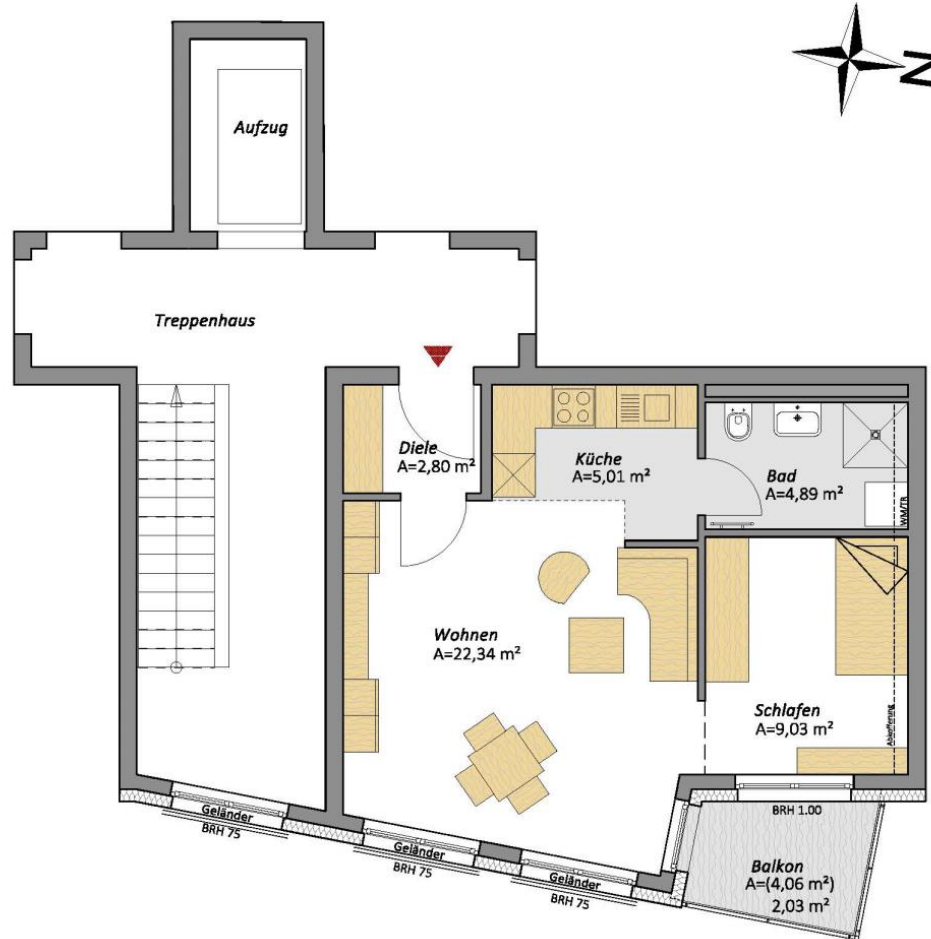 N
Aufzug
Treppenhaus
Diele
A=2,80 m²
Küche
A=5,01 m²
Bad
A=4,89 m²
WM/TR
Wohnen
A=22,34 m²
Schlafen
A=9,03 m²
Abkofferung
BRH 1.00
Geländer
BRH 75
Geländer
BRH 75
Geländer
BRH 75
Balkon
A=(4,06 m²)
2,03 m²